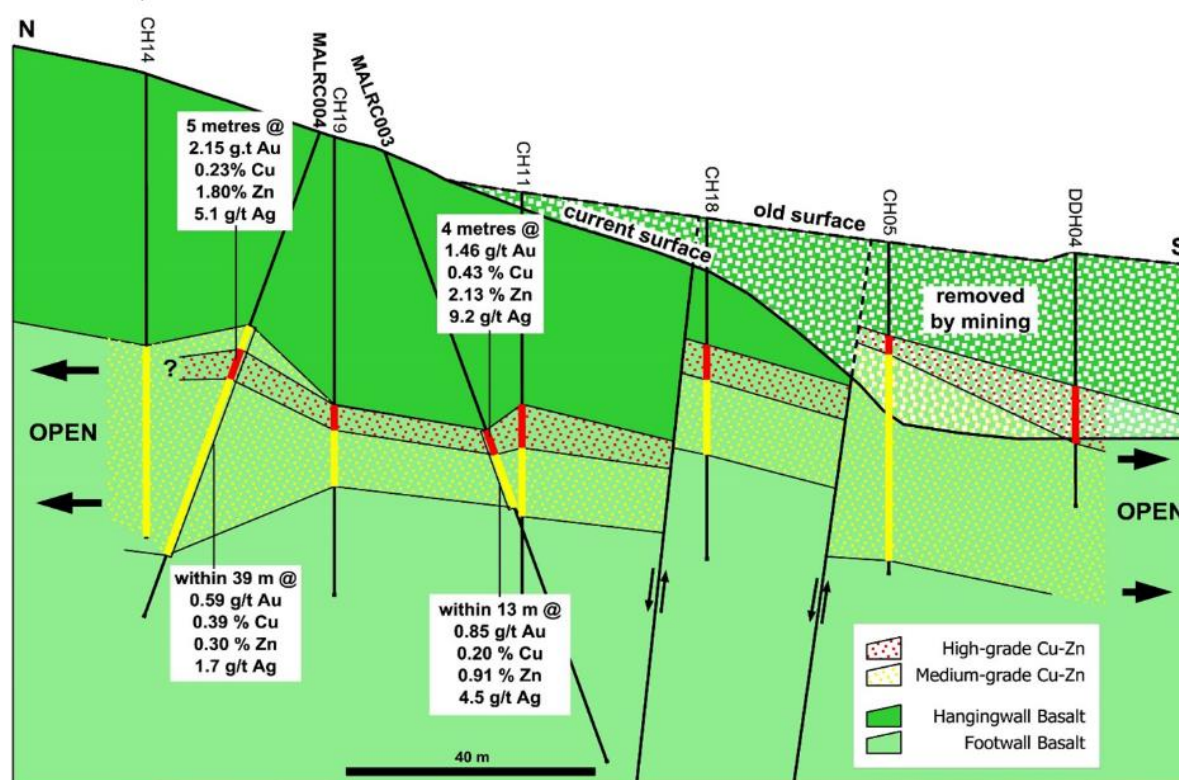 N
CH14
MALRC004
CH19
MALRC003
CH11
CH18
CH05
DDH04
S
5 metres @
2.15 g.t Au
0.23% Cu
1.80% Zn
5.1 g/t Ag
4 metres @
1.46 g/t Au
0.43 % Cu
2.13 % Zn
9.2 g/t Ag
current surface
old surface
removed
by mining
?
OPEN
OPEN
within 39 m @
0.59 g/t Au
0.39 % Cu
0.30 % Zn
1.7 g/t Ag
within 13 m @
0.85 g/t Au
0.20 % Cu
0.91 % Zn
4.5 g/t Ag
High-grade Cu-Zn
Medium-grade Cu-Zn
Hangingwall Basalt
Footwall Basalt
40 m